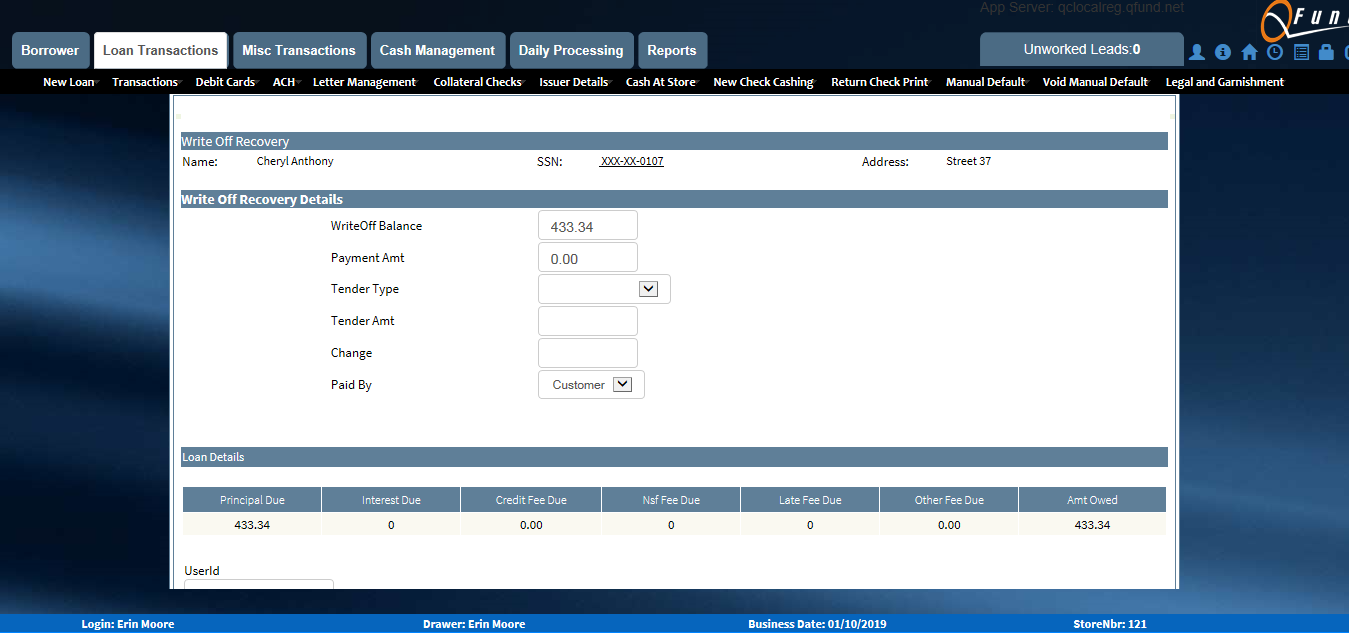 App Server: qclocalreg.qfund.net
QFun
Borrower Loan Transactions Misc Transactions Cash Management Daily Processing Reports Unworked Leads:0
New Loan Transactions Debit Cards ACH Letter Management Collateral Checks Issuer Details Cash At Store New Check Cashing Return Check Print Manual Default Void Manual Default Legal and Garnishment
Write Off Recovery
Name: Cheryl Anthony SSN: XXX-XX-0107 Address: Street 37
Write Off Recovery Details
WriteOff Balance 433.34
Payment Amt 0.00
Tender Type
Tender Amt
Change
Paid By Customer
Loan Details
Principal Due Interest Due Credit Fee Due Nsf Fee Due Late Fee Due Other Fee Due Amt Owed
433.34 0 0.00 0 0 0.00 433.34
UserId
Login: Erin Moore Drawer: Erin Moore Business Date: 01/10/2019 StoreNbr: 121